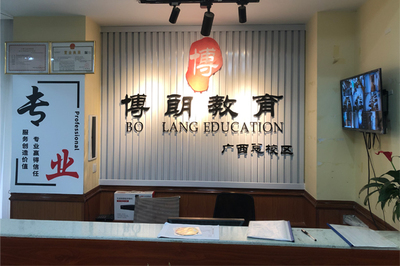 博
博朗教育
BO LANG EDUCATION
广西总校区
专业
Professional
专业赢得信任
服务创造价值